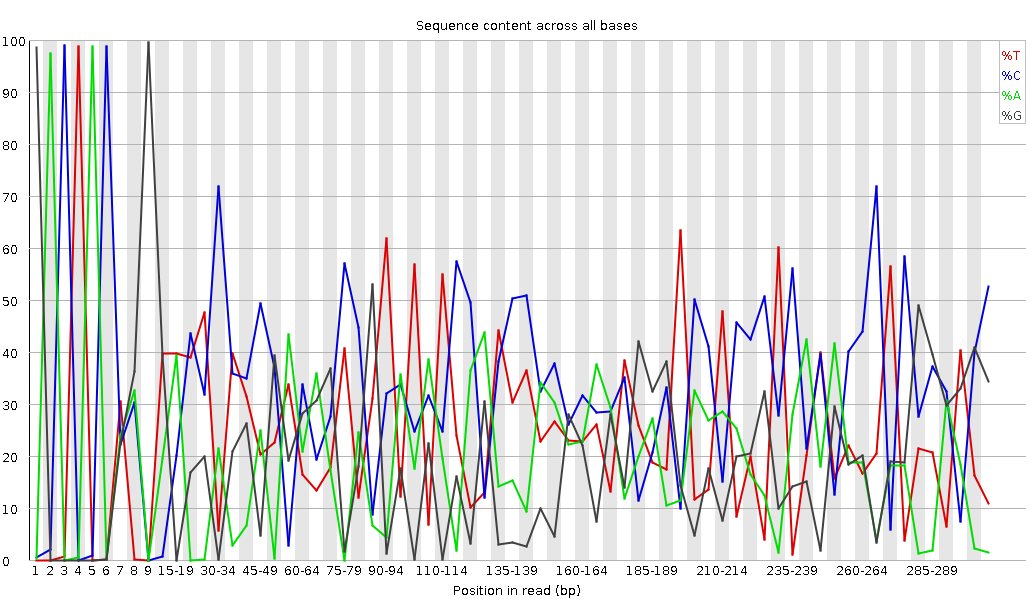 Sequence content across all bases
100
90
80
70
60
50
40
30
20
10
0
%T
%C
%A
%G
1 2 3 4 5 6 7 8 9 15-19 30-34 45-49 60-64 75-79 90-94 110-114 135-139 160-164 185-189 210-214 235-239 260-264 285-289
Position in read (bp)